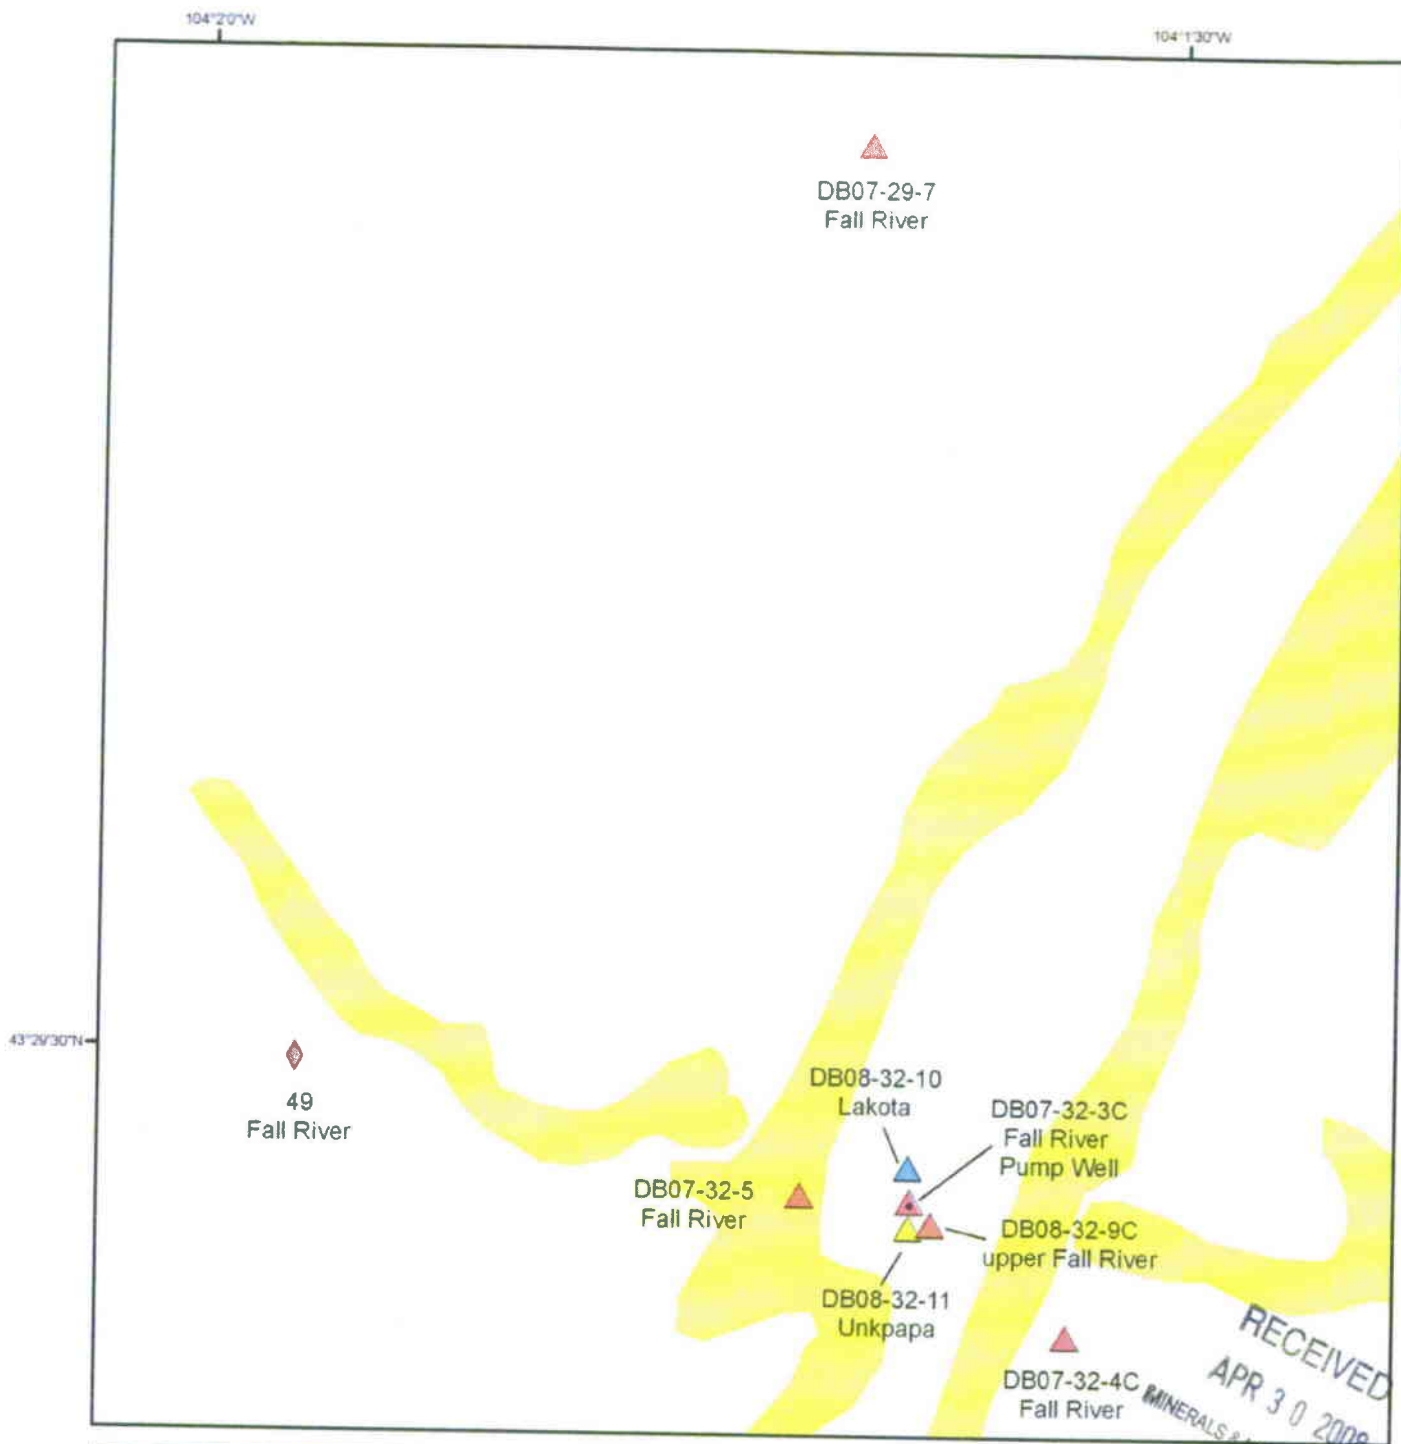 104°2'0"W
104°1'30"W
DB07-29-7
Fall River
43°29'30"N
49
Fall River
DB08-32-10
Lakota
DB07-32-3C
Fall River
Pump Well
DB07-32-5
Fall River
DB08-32-9C
upper Fall River
DB08-32-11
Unkpapa
DB07-32-4C
Fall River
RECEIVED
APR 30
MINERALS &